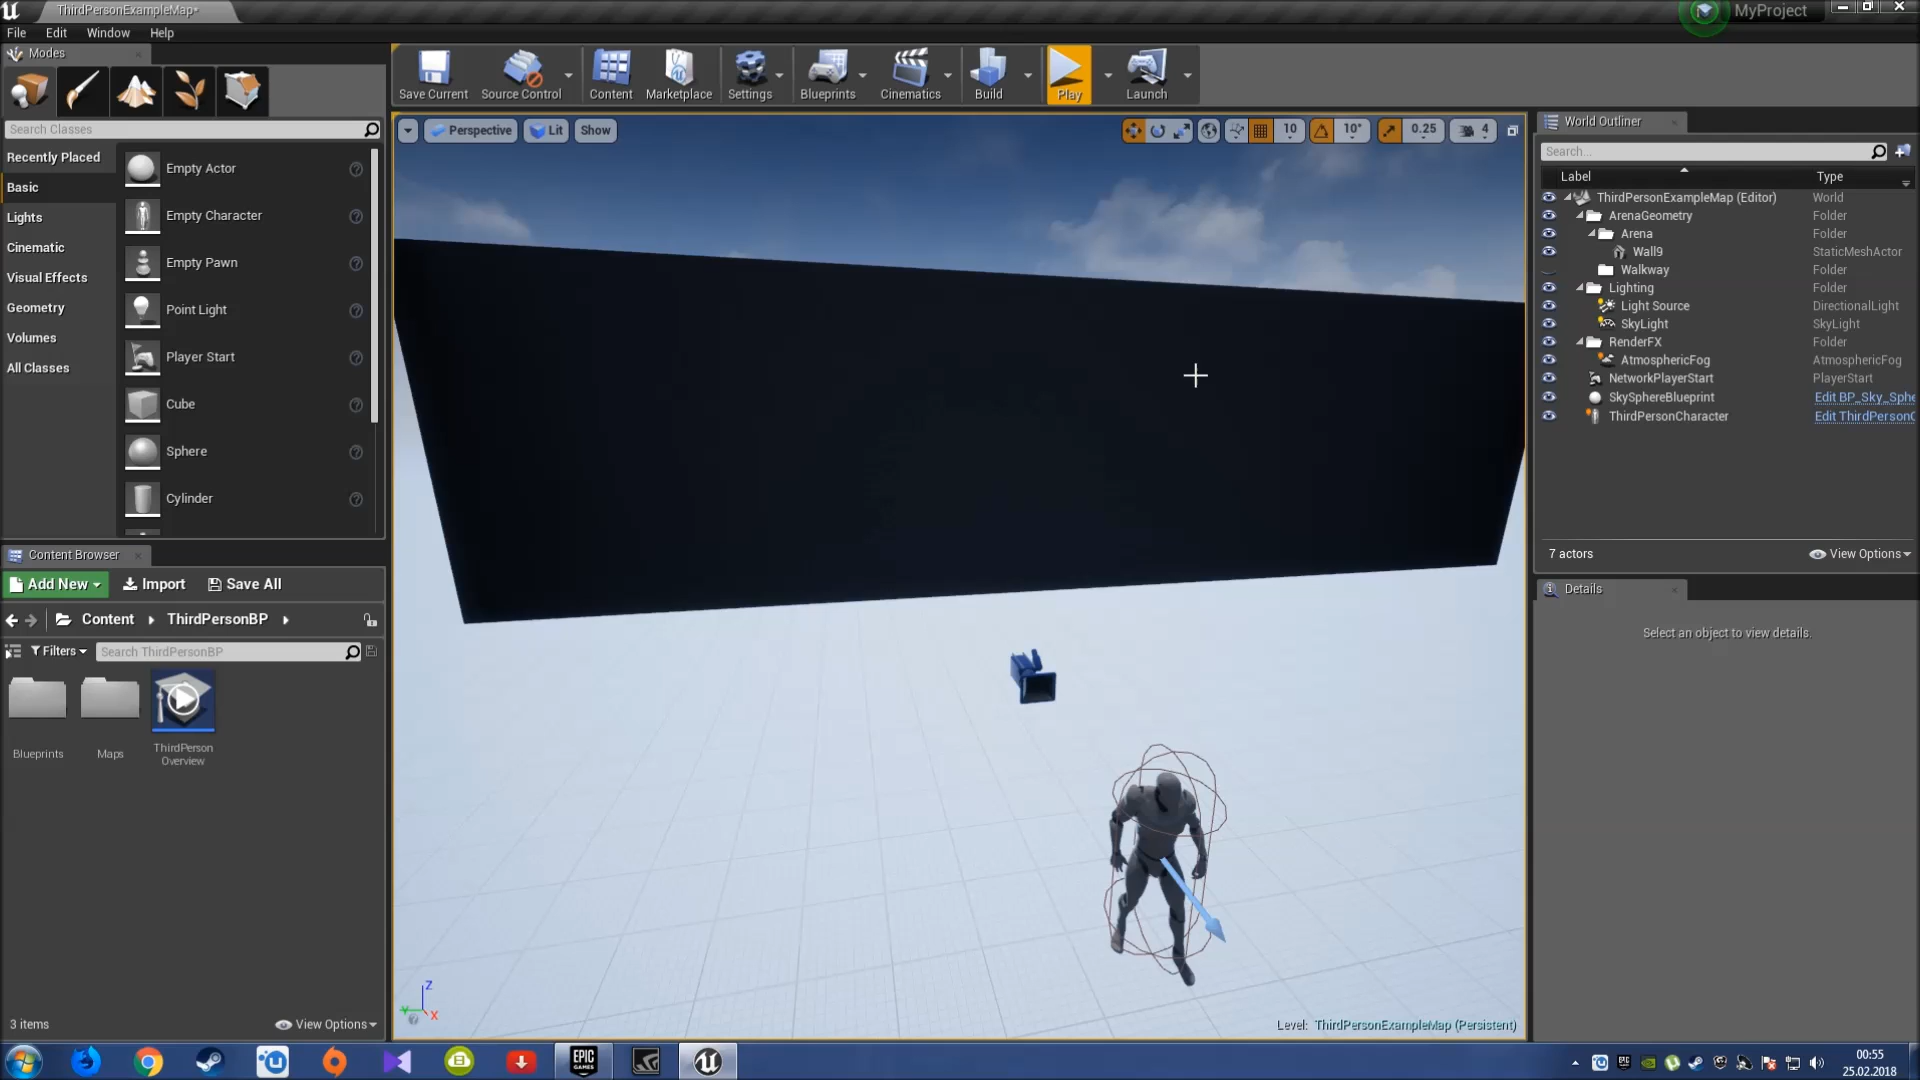 ThirdPersonExampleMap*
MyProject
File Edit Window Help
Modes
Save Current
Source Control
Content
Marketplace
Settings
Blueprints
Cinematics
Build
Play
Launch
Search Classes
Recently Placed
Basic
Lights
Cinematic
Visual Effects
Geometry
Volumes
All Classes
Empty Actor
Empty Character
Empty Pawn
Point Light
Player Start
Cube
Sphere
Cylinder
Perspective
Lit
Show
10
10°
0.25
4
World Outliner
Search...
Label Type
ThirdPersonExampleMap (Editor) World
ArenaGeometry Folder
Arena Folder
Wall9 StaticMeshActor
Walkway Folder
Lighting Folder
Light Source DirectionalLight
SkyLight SkyLight
RenderFX Folder
AtmosphericFog AtmosphericFog
NetworkPlayerStart PlayerStart
SkySphereBlueprint Edit BP_Sky_Sphe
ThirdPersonCharacter Edit ThirdPersonC
7 actors
View Options
Details
Select an object to view details.
Content Browser
Add New
Import
Save All
Content
ThirdPersonBP
Filters
Search ThirdPersonBP
Blueprints
Maps
ThirdPerson
Overview
3 items
View Options
Z
Y
X
Level: ThirdPersonExampleMap (Persistent)
EPIC
GAMES
00:55
25.02.2018